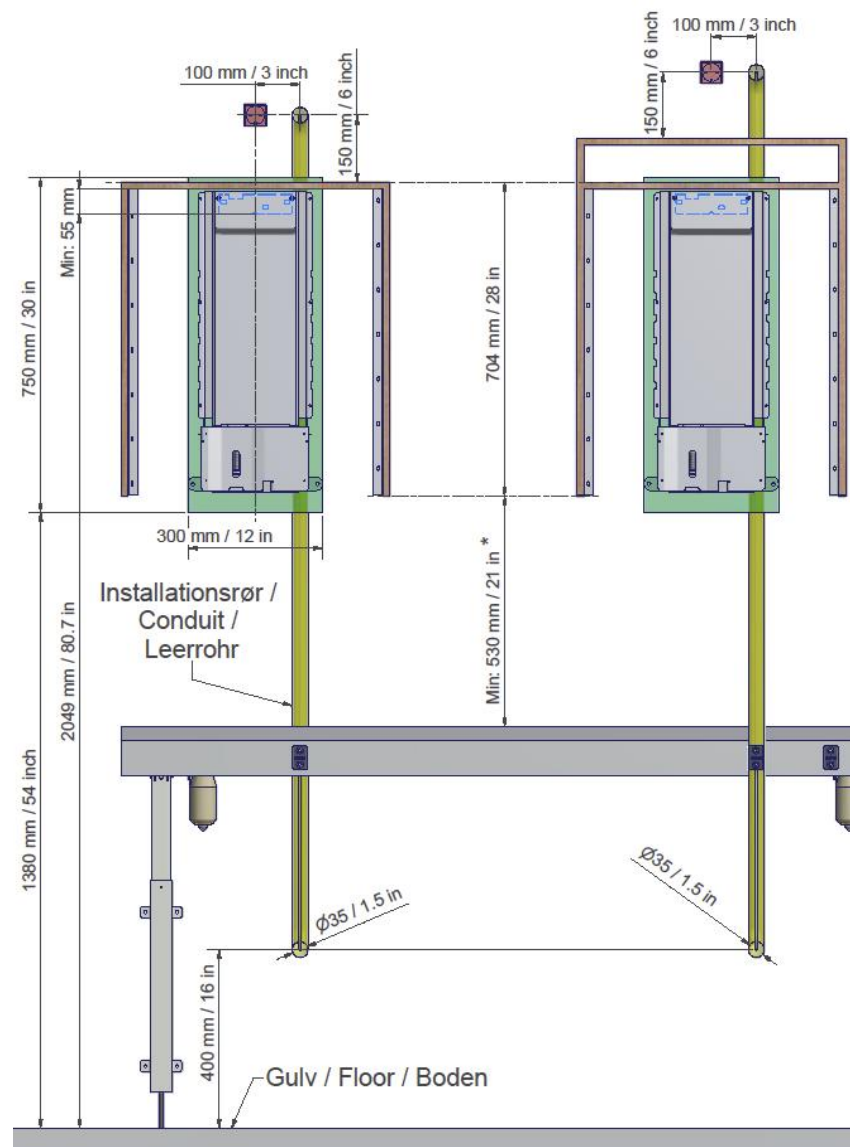 100 mm / 3 inch
150 mm / 6 inch
100 mm / 3 inch
150 mm / 6 inch
Min: 55 mm
750 mm / 30 in
704 mm / 28 in
300 mm / 12 in
Installationsrør /
Conduit /
Leerrohr
Min: 530 mm / 21 in *
2049 mm / 80.7 in
1380 mm / 54 inch
Ø35 / 1.5 in
Ø35 / 1.5 in
400 mm / 16 in
Gulv / Floor / Boden